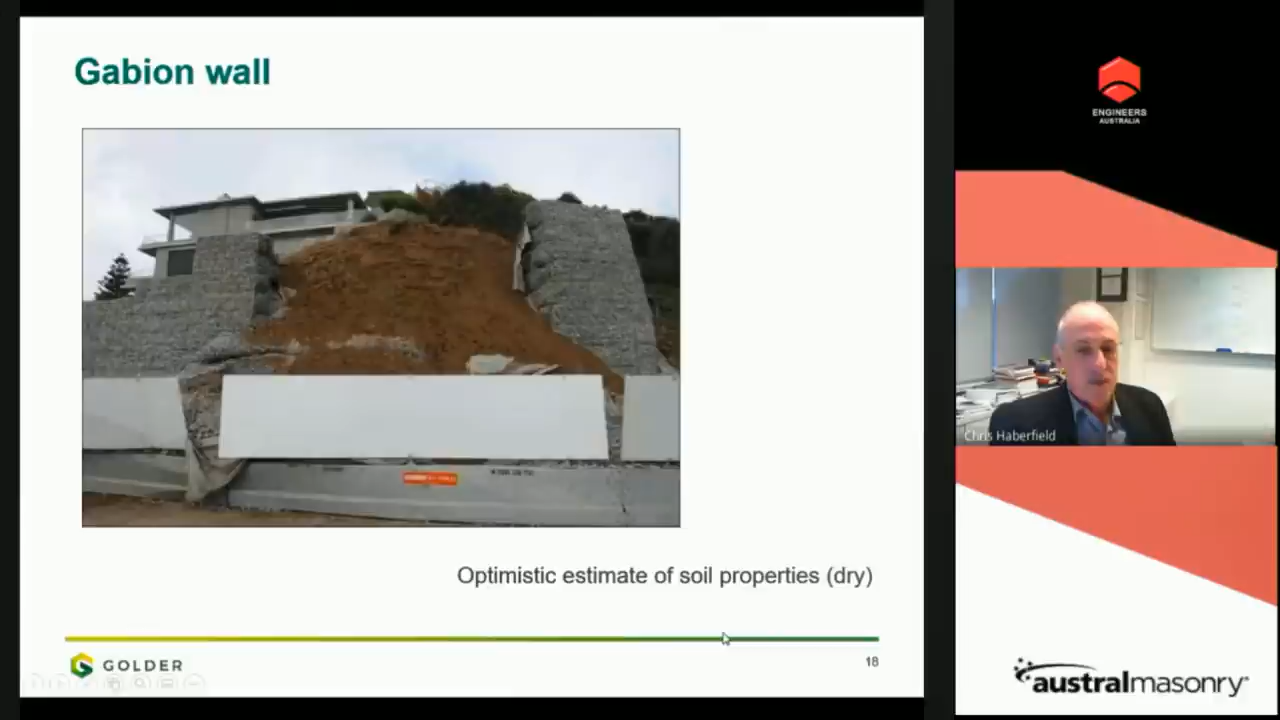 Gabion wall
Optimistic estimate of soil properties (dry)
GOLDER
18
ENGINEERS
AUSTRALIA
Chris Haberfield
australmasonry